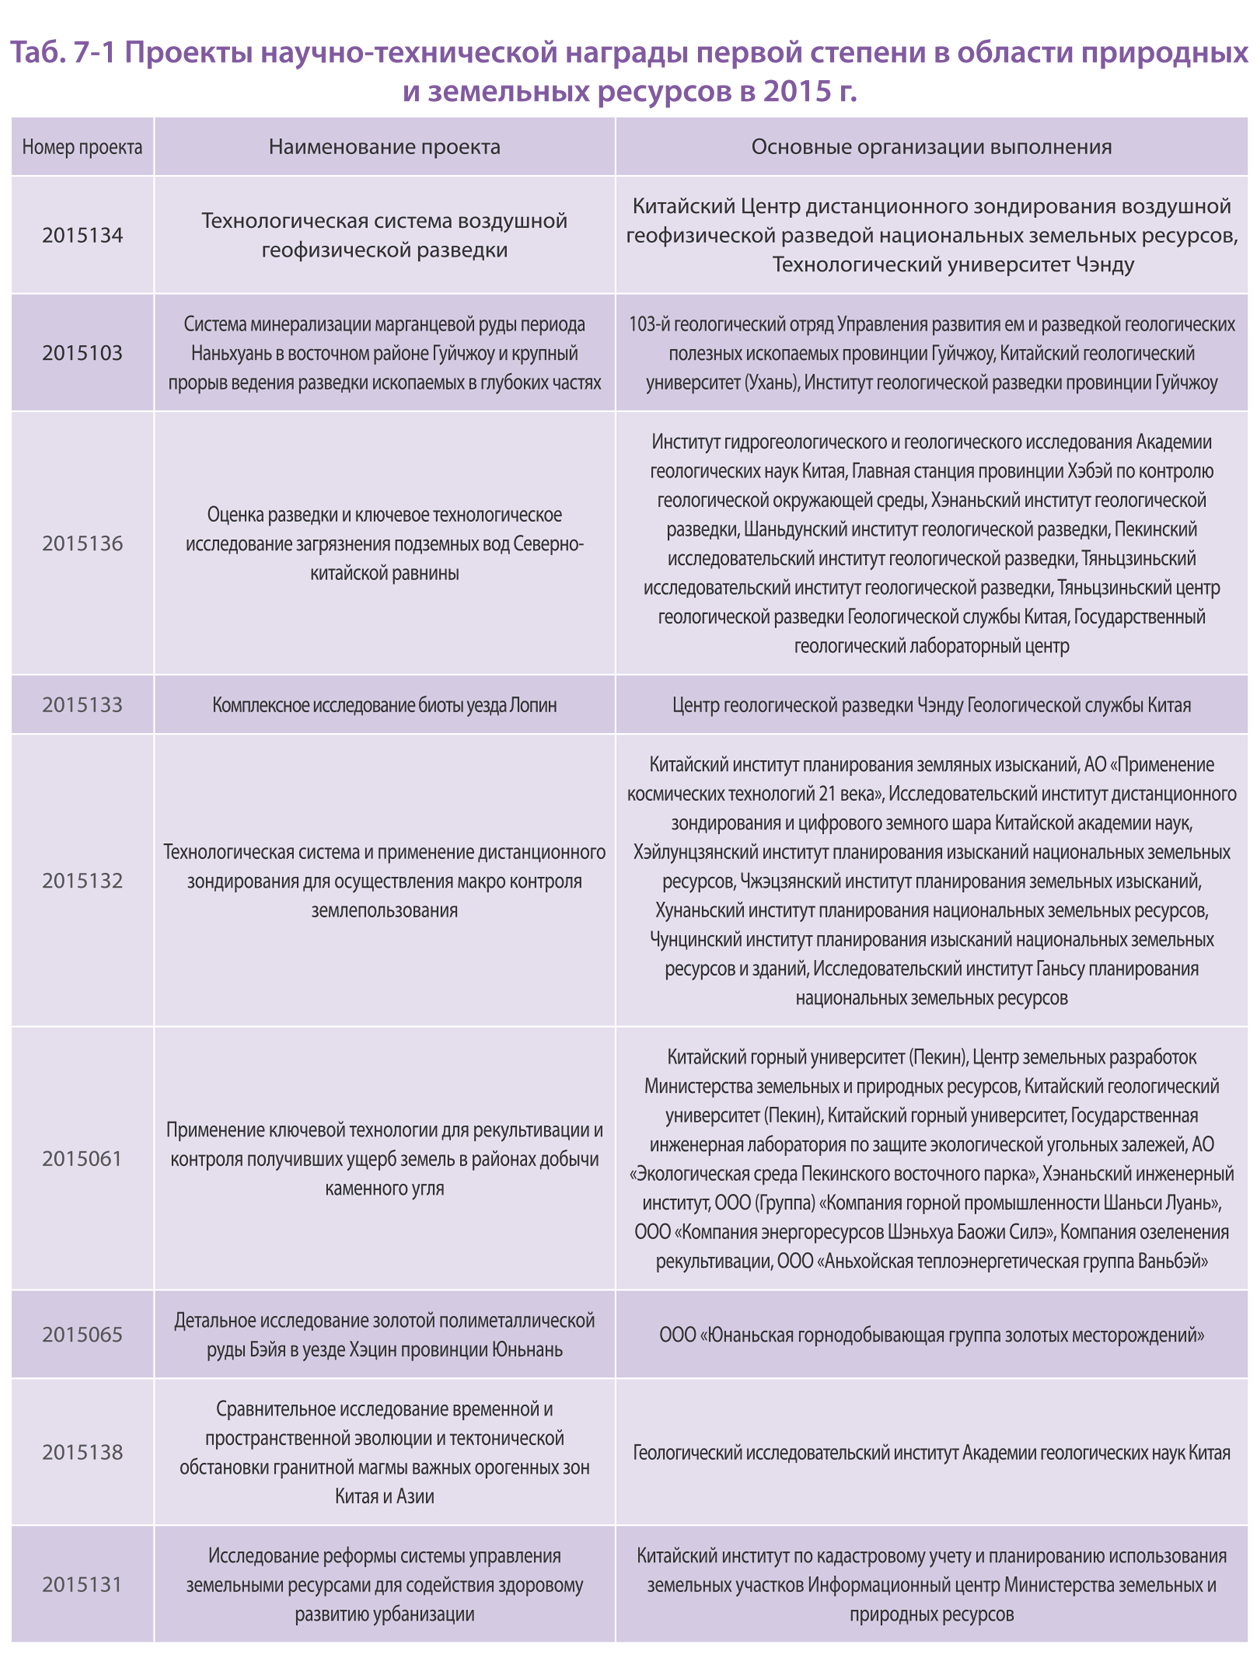 Таб. 7-1 Проекты научно-технической награды первой степени в области природных
и земельных ресурсов в 2015 г.
Номер проекта
Наименование проекта
Основные организации выполнения
2015134
Технологическая система воздушной
геофизической разведки
Китайский Центр дистанционного зондирования воздушной
геофизической разведой национальных земельных ресурсов,
Технологический университет Чэнду
2015103
Система минерализации марганцевой руды периода
Наньхуань в восточном районе Гуйчжоу и крупный
прорыв ведения разведки ископаемых в глубоких частях
103-й геологический отряд Управления развития ем и разведкой геологических
полезных ископаемых провинции Гуйчжоу, Китайский геологический
университет (Ухань), Институт геологической разведки провинции Гуйчжоу
2015136
Оценка разведки и ключевое технологическое
исследование загрязнения подземных вод Северно-
китайской равнины
Институт гидрогеологического и геологического исследования Академии
геологических наук Китая, Главная станция провинции Хэбэй по контролю
геологической окружающей среды, Хэнаньский институт геологической
разведки, Шаньдунский институт геологической разведки, Пекинский
исследовательский институт геологической разведки, Тяньцзиньский
исследовательский институт геологической разведки, Тяньцзиньский центр
геологической разведки Геологической службы Китая, Государственный
геологический лабораторный центр
2015133
Комплексное исследование биоты уезда Лопин
Центр геологической разведки Чэнду Геологической службы Китая
2015132
Технологическая система и применение дистанционного
зондирования для осуществления макро контроля
землепользования
Китайский институт планирования земляных изысканий, АО «Применение
космических технологий 21 века», Исследовательский институт дистанционного
зондирования и цифрового земного шара Китайской академии наук,
Хэйлунцзянский институт планирования изысканий национальных земельных
ресурсов, Чжэцзянский институт планирования земельных изысканий,
Хунаньский институт планирования национальных земельных ресурсов,
Чунцинский институт планирования изысканий национальных земельных
ресурсов и зданий, Исследовательский институт Ганьсу планирования
национальных земельных ресурсов
2015061
Применение ключевой технологии для рекультивации и
контроля получивших ущерб земель в районах добычи
каменного угля
Китайский горный университет (Пекин), Центр земельных разработок
Министерства земельных и природных ресурсов, Китайский геологический
университет (Пекин), Китайский горный университет, Государственная
инженерная лаборатория по защите экологической угольных залежей, АО
«Экологическая среда Пекинского восточного парка», Хэнаньский инженерный
институт, ООО (Группа) «Компания горной промышленности Шаньси Луань»,
ООО «Компания энергоресурсов Шэньхуа Баожи Силэ», Компания озеленения
рекультивации, ООО «Аньхойская теплоэнергетическая группа Ваньбэй»
2015065
Детальное исследование золотой полиметаллической
руды Бэйя в уезде Хэцин провинции Юньнань
ООО «Юнаньская горнодобывающая группа золотых месторождений»
2015138
Сравнительное исследование временной и
пространственной эволюции и тектонической
обстановки гранитной магмы важных орогенных зон
Китая и Азии
Геологический исследовательский институт Академии геологических наук Китая
2015131
Исследование реформы системы управления
земельными ресурсами для содействия здоровому
развитию урбанизации
Китайский институт по кадастровому учету и планированию использования
земельных участков Информационный центр Министерства земельных и
природных ресурсов